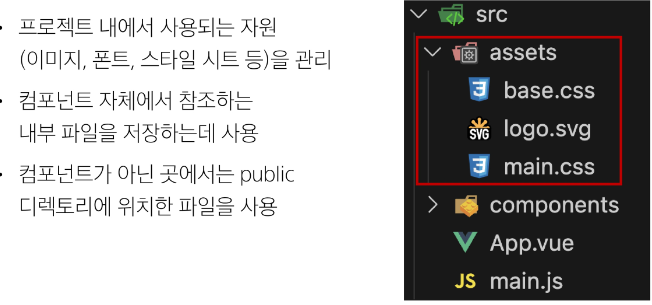 • 프로젝트 내에서 사용되는 자원
(이미지, 폰트, 스타일 시트 등)을 관리
• 컴포넌트 자체에서 참조하는
내부 파일을 저장하는데 사용
• 컴포넌트가 아닌 곳에서는 public
디렉토리에 위치한 파일을 사용
src
assets
base.css
SVG logo.svg
main.css
components
App.vue
JS main.js